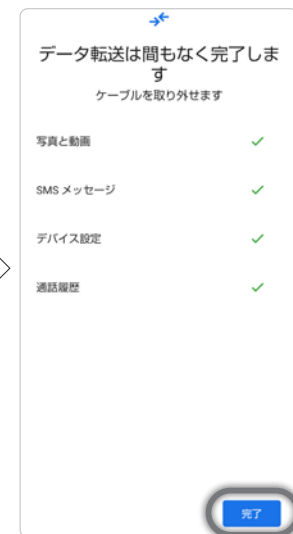 データ転送は間もなく完了しま
す
ケーブルを取り外せます
写真と動画
SMS メッセージ
デバイス設定
通話履歴
完了